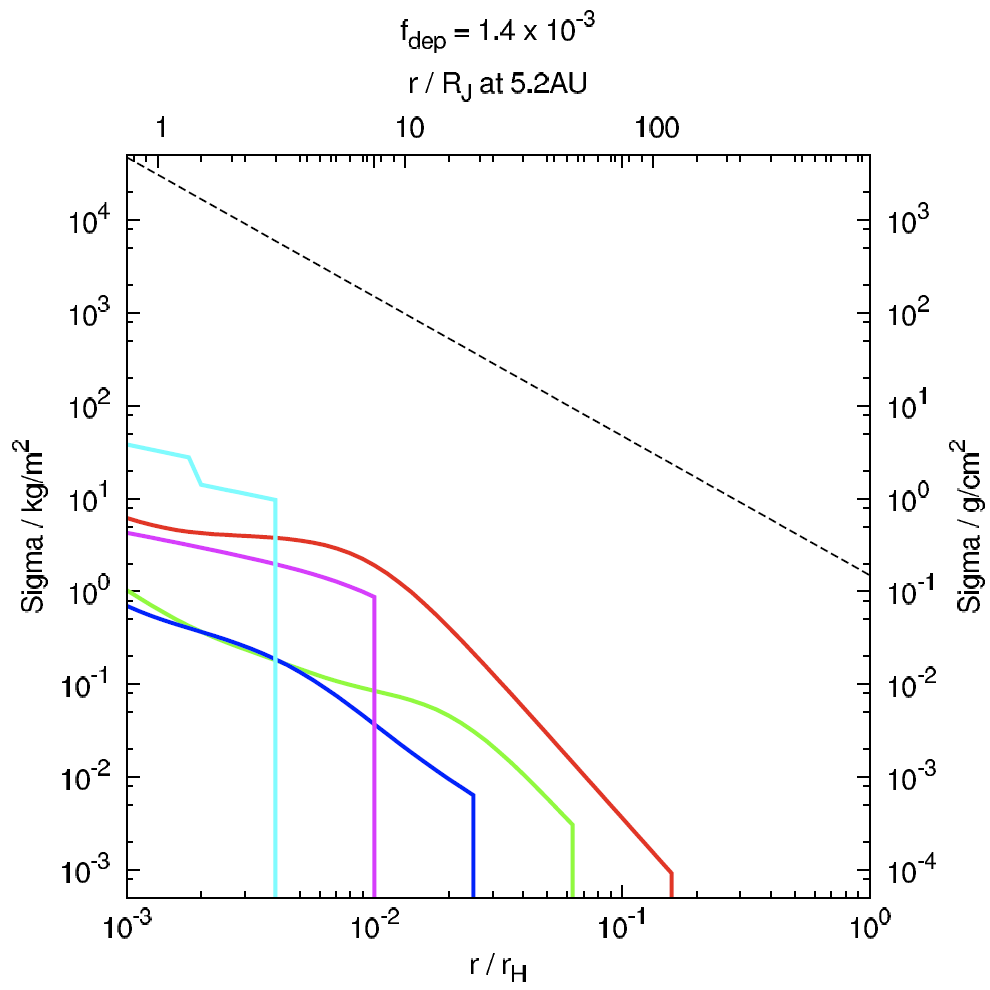 f_dep = 1.4 x 10^-3
r / R_J at 5.2AU
1 10 100
10^4 10^3
10^3 10^2
10^2 10^1
10^1 10^0
10^0 10^-1
10^-1 10^-2
10^-2 10^-3
10^-3 10^-4
Sigma / kg/m^2
Sigma / g/cm^2
10^-3 10^-2 10^-1 10^0
r / r_H